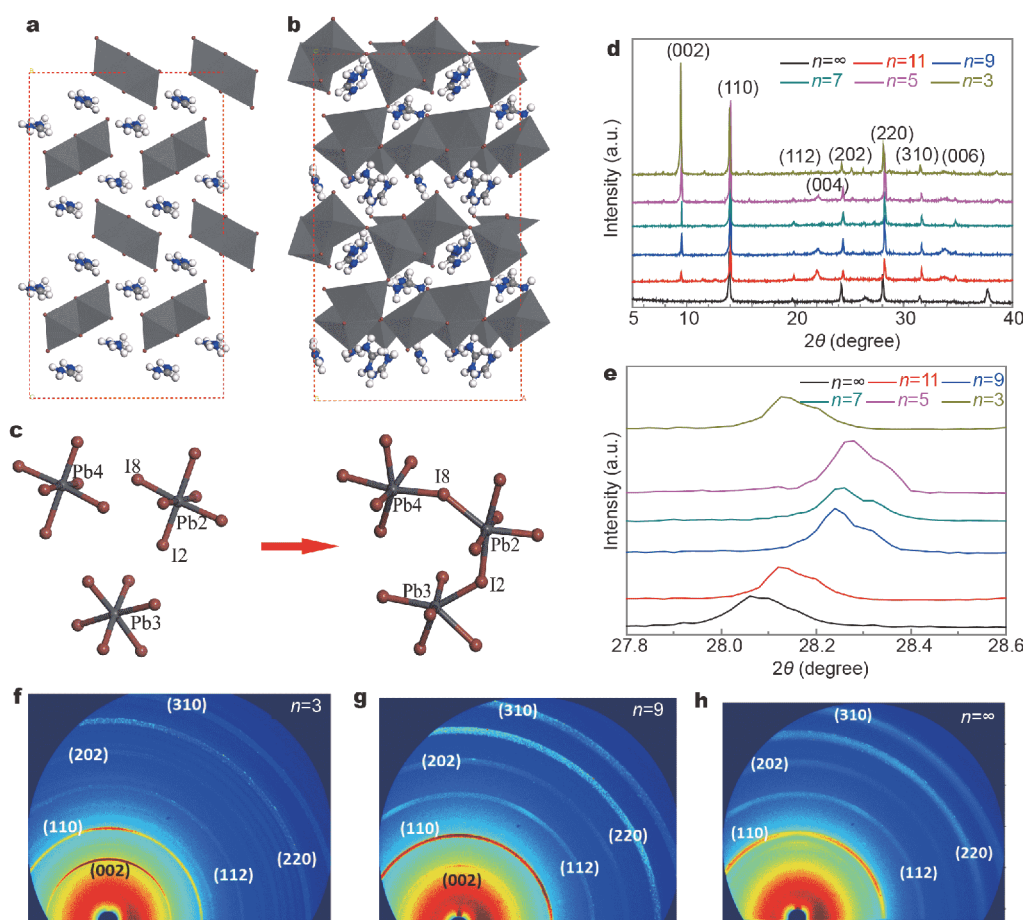 a
b
c
Pb4
I8
Pb2
I2
Pb3
I8
Pb4
Pb2
Pb3
I2
d
(002)
n=∞ n=11 n=9
n=7 n=5 n=3
(110)
(220)
(112) (202) (310) (006)
(004)
Intensity (a.u.)
5 10 20 30 40
2θ (degree)
e
n=∞ n=11 n=9
n=7 n=5 n=3
Intensity (a.u.)
27.8 28.0 28.2 28.4 28.6
2θ (degree)
f
(310)
n=3
(202)
(110)
(002)
(112)
(220)
g
(310)
n=9
(202)
(110)
(220)
(002)
(112)
h
(310)
n=∞
(202)
(110)
(220)
(112)